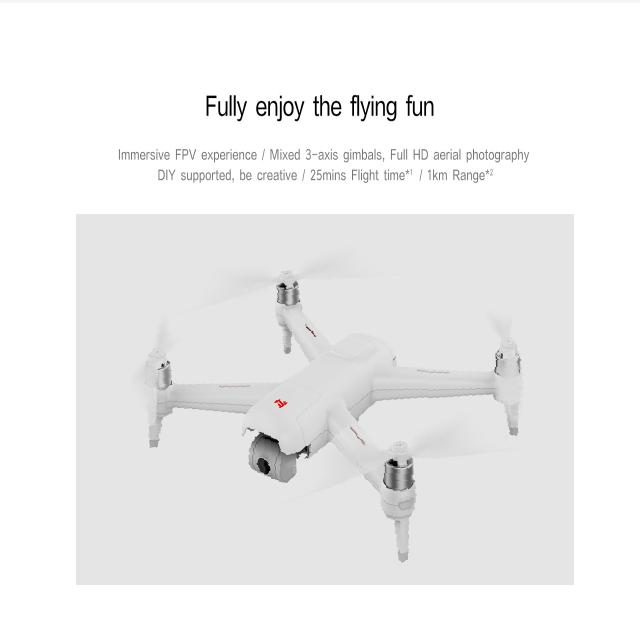 Fully enjoy the flying fun
Immersive FPV experience / Mixed 3-axis gimbals, Full HD aerial photography
DIY supported, be creative / 25mins Flight time*1 / 1km Range*2